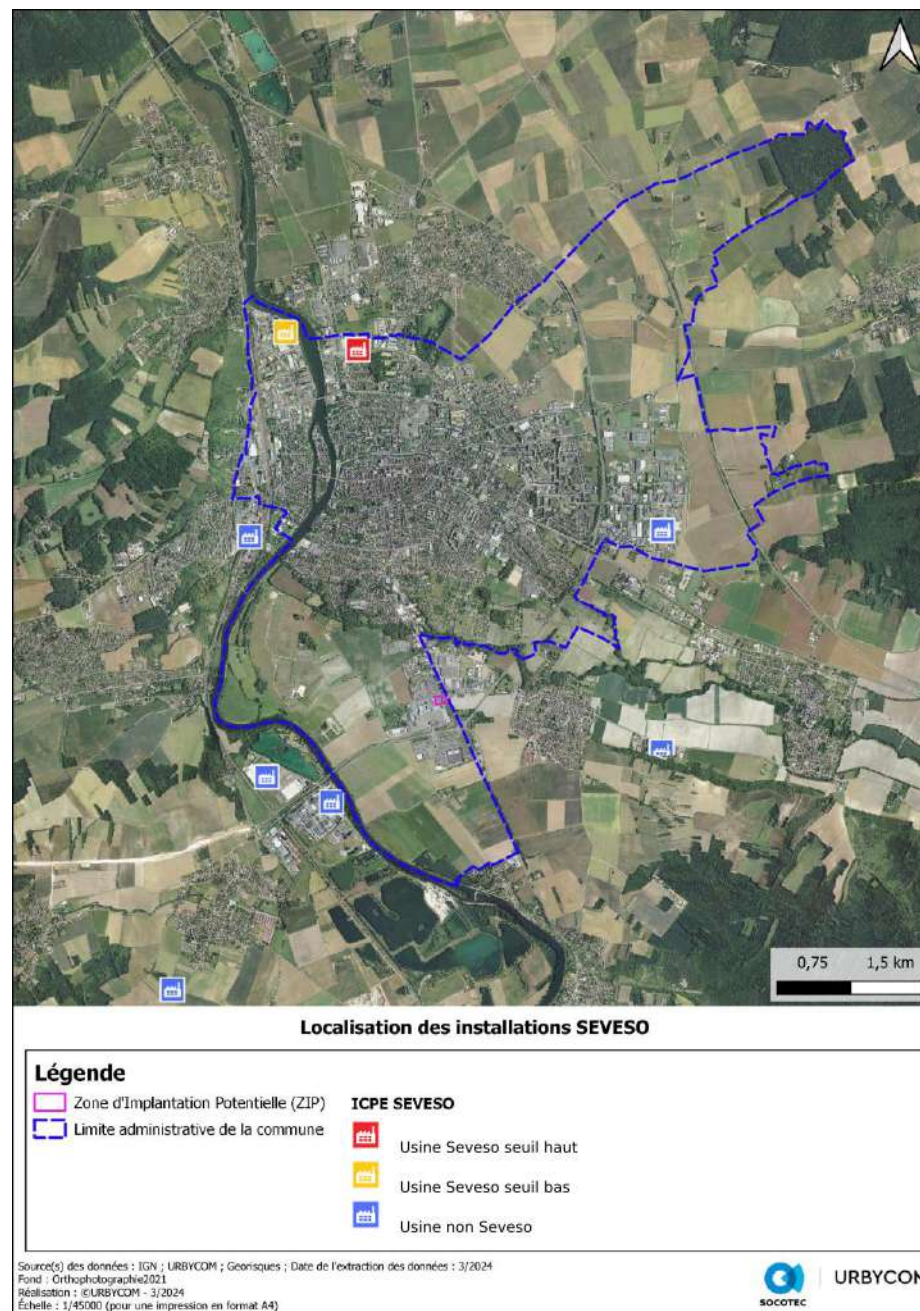 0,75 1,5 km
Localisation des installations SEVESO
Légende
Zone d'Implantation Potentielle (ZIP)
Limite administrative de la commune
ICPE SEVESO
Usine Seveso seuil haut
Usine Seveso seuil bas
Usine non Seveso
Source(s) des données : IGN ; URBYCOM ; Georisques ; Date de l'extraction des données : 3/2024
Fond : Orthophotographie2021
Réalisation : ©URBYCOM - 3/2024
Échelle : 1/45000 (pour une impression en format A4)
SOCOTEC
URBYCOM